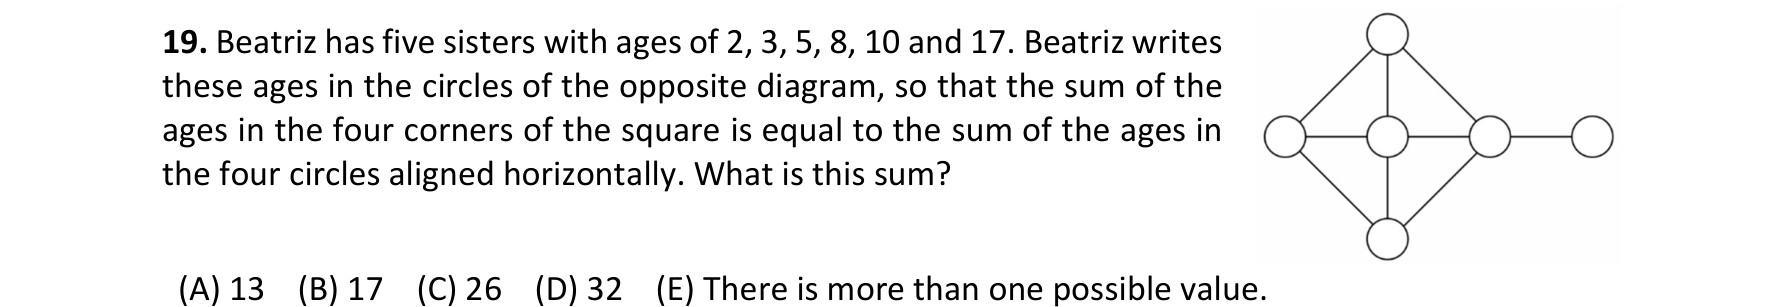 19. Beatriz has five sisters with ages of 2, 3, 5, 8, 10 and 17. Beatriz writes
these ages in the circles of the opposite diagram, so that the sum of the
ages in the four corners of the square is equal to the sum of the ages in
the four circles aligned horizontally. What is this sum?
(A) 13 (B) 17 (C) 26 (D) 32 (E) There is more than one possible value.